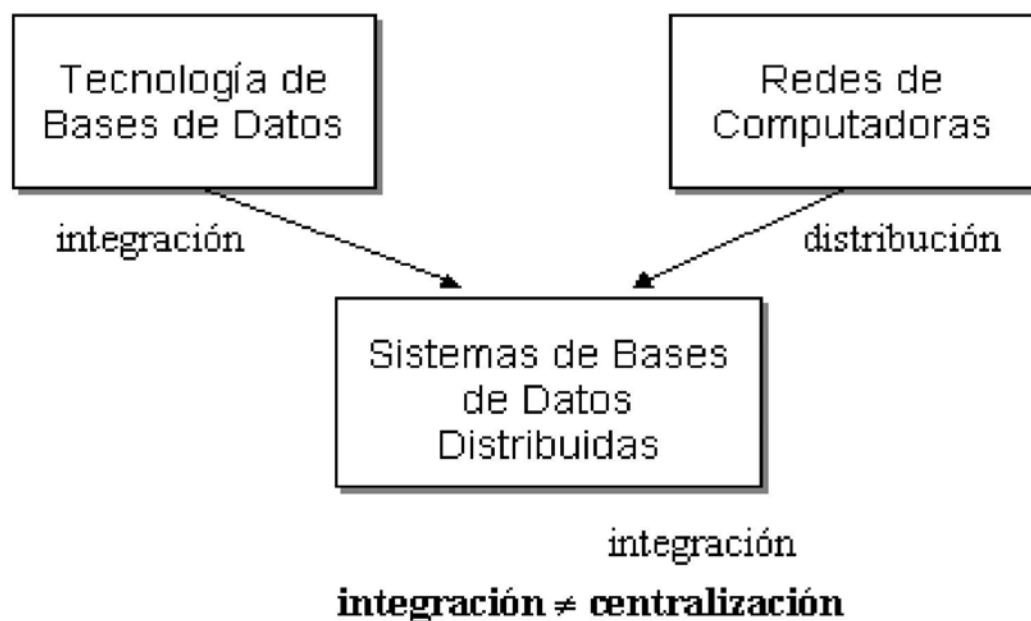 Tecnología de
Bases de Datos
Redes de
Computadoras
integración
distribución
Sistemas de Bases
de Datos
Distribuidas
integración
integración ≠ centralización